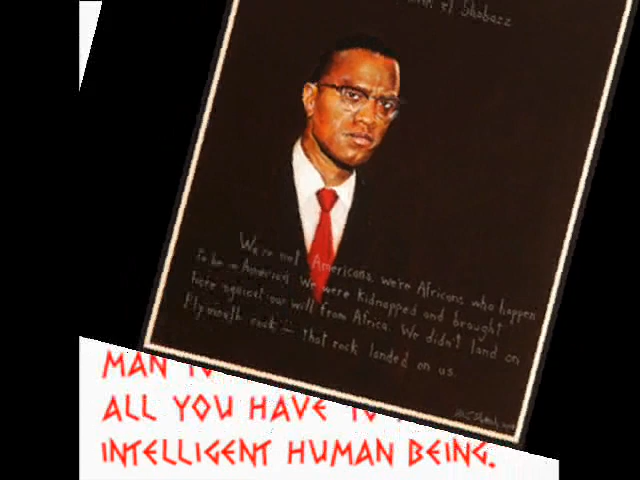 el Shabazz
We're not Americans, we're Africans who happen
to be in America. We were kidnapped and brought
here against our will from Africa. We didn't land on
Plymouth rock – that rock landed on us.
MAN TO
ALL YOU HAVE TO
INTELLIGENT HUMAN BEING.